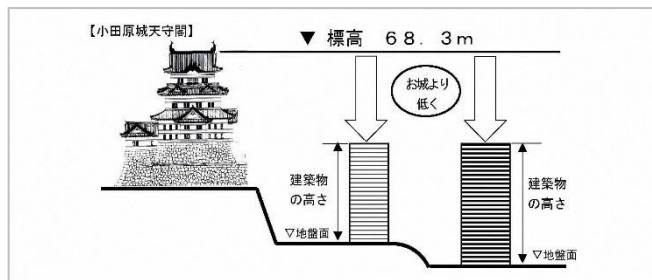 【小田原城天守閣】
▼ 標高 68.3m
お城より
低く
建築物
の高さ
▽地盤面
建築物
の高さ
▽地盤面